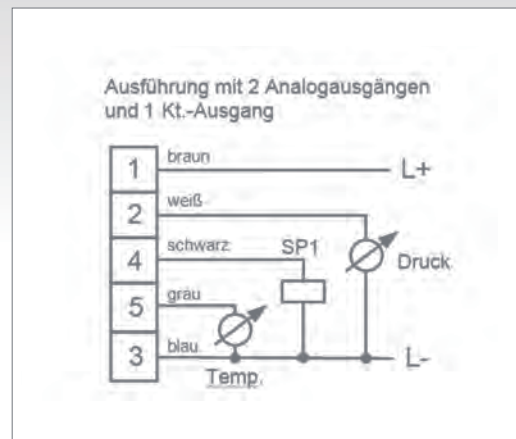 Ausführung mit 2 Analogausgängen
und 1 Kt.-Ausgang
1 braun L+
2 weiß
4 schwarz SP1
Druck
5 grau
3 blau L-
Temp.